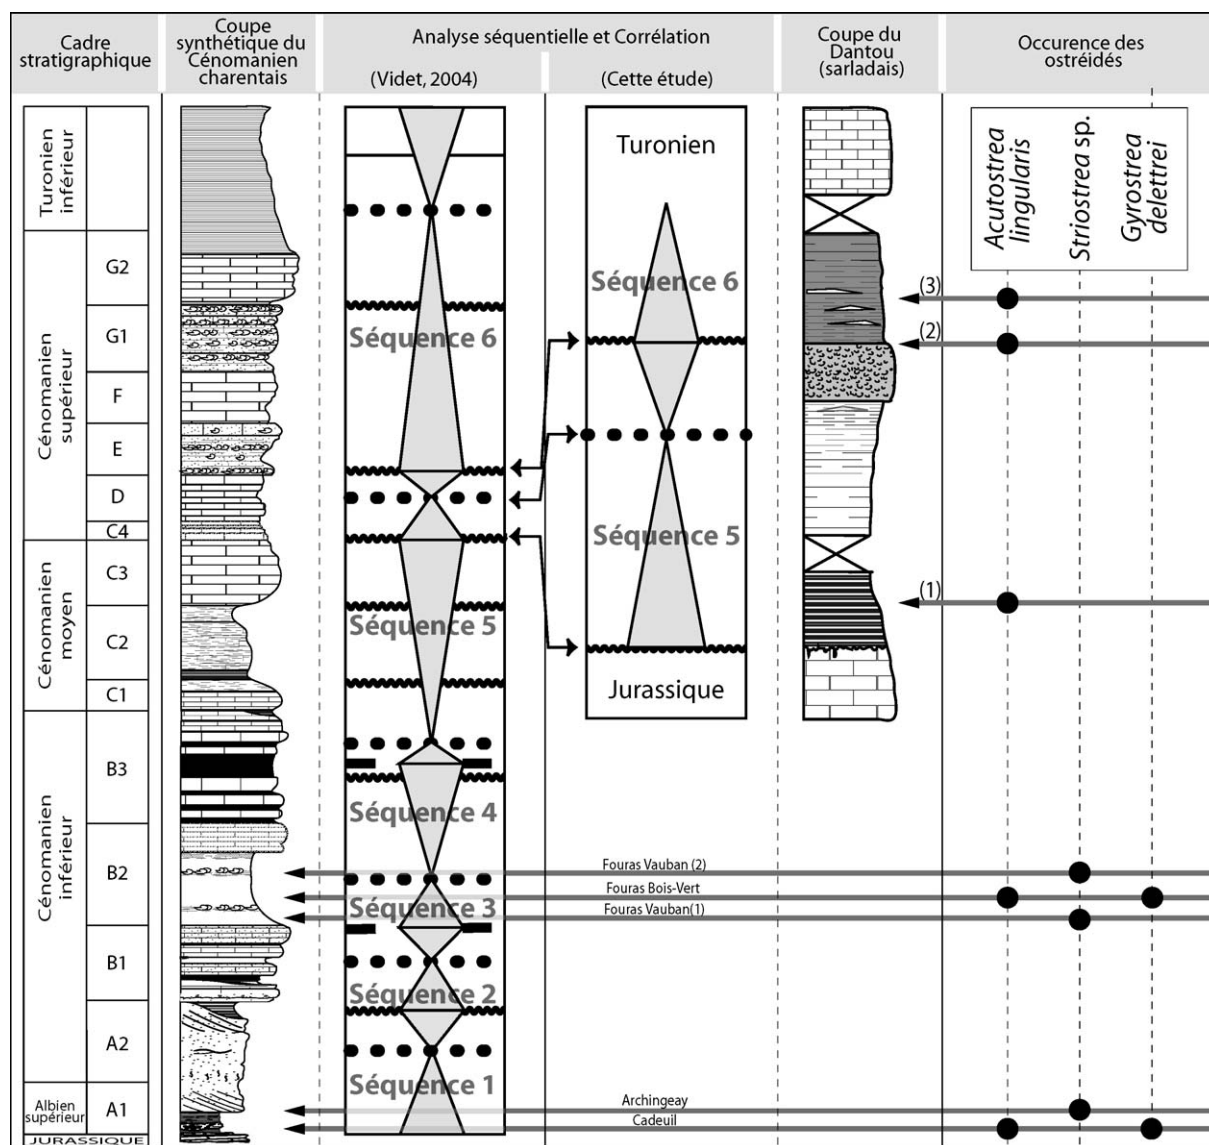 Cadre
stratigraphique
Coupe
synthétique du
Cénomanien
charentais
Analyse séquentielle et Corrélation
(Videt, 2004)
(Cette étude)
Coupe du
Dantou
(sarladais)
Occurence des
ostréidés
Turonien
inférieur
Cénomanien
supérieur
Cénomanien
moyen
Cénomanien
inférieur
Albien
supérieur
JURASSIQUE
G2
G1
F
E
D
C4
C3
C2
C1
B3
B2
B1
A2
A1
Séquence 6
Séquence 5
Séquence 4
Séquence 3
Séquence 2
Séquence 1
Turonien
Séquence 6
Séquence 5
Jurassique
Acutostrea
lingularis
Striostrea sp.
Gyrostrea
delettrei
(3)
(2)
(1)
Fouras Vauban (2)
Fouras Bois-Vert
Fouras Vauban(1)
Archingeay
Cadeuil